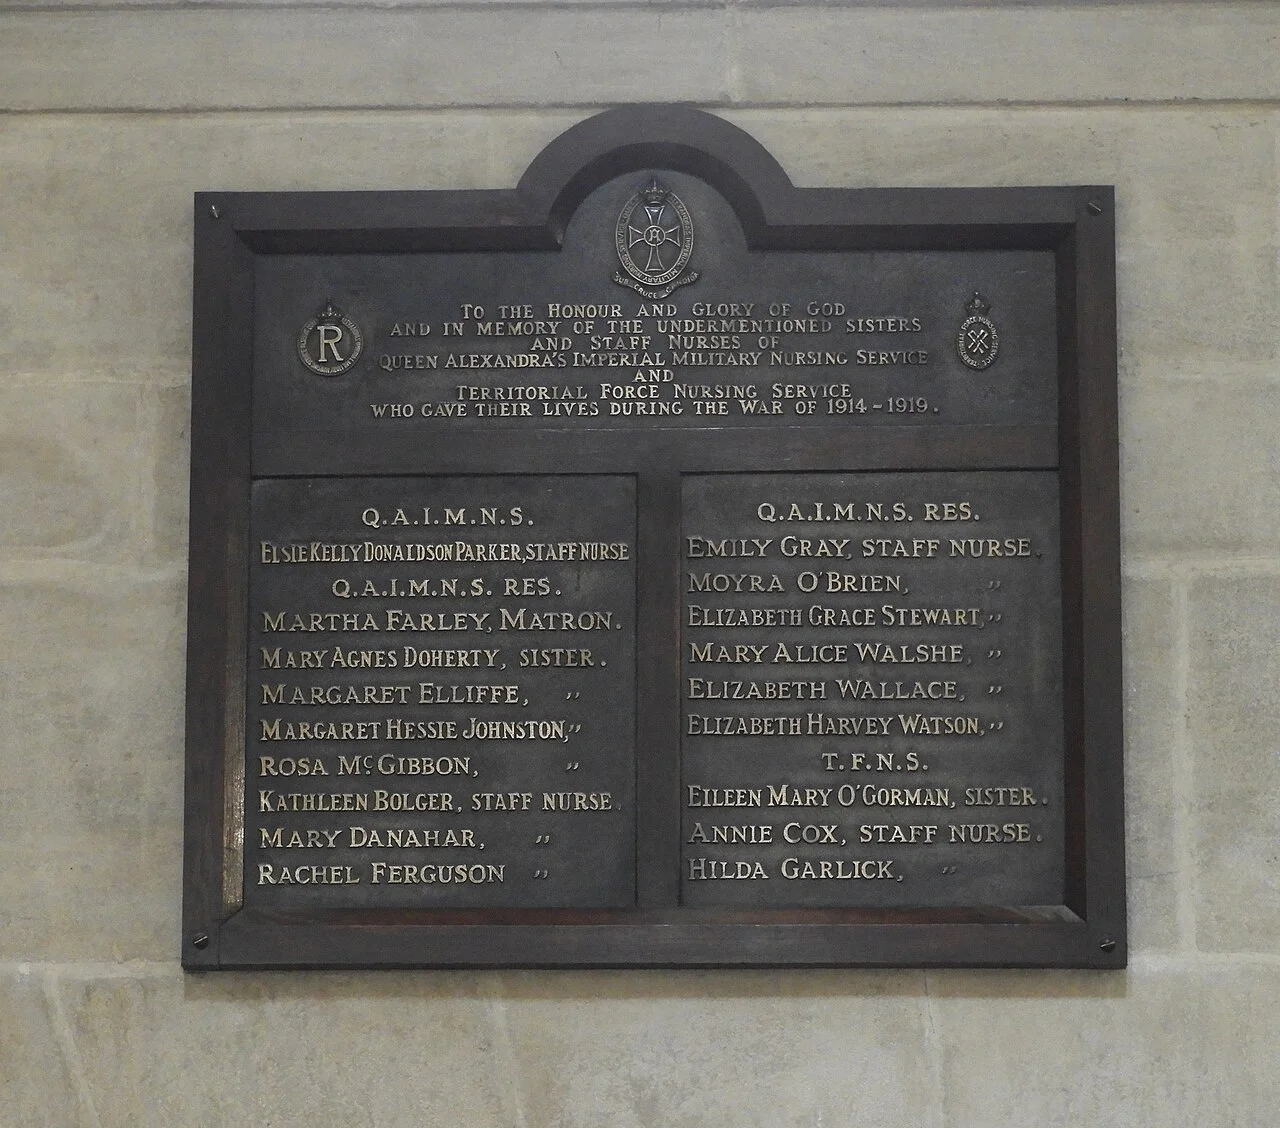 SUB CRUCE CANDIDA
R
TO THE HONOUR AND GLORY OF GOD
AND IN MEMORY OF THE UNDERMENTIONED SISTERS
AND STAFF NURSES OF
QUEEN ALEXANDRA'S IMPERIAL MILITARY NURSING SERVICE
AND
TERRITORIAL FORCE NURSING SERVICE
WHO GAVE THEIR LIVES DURING THE WAR OF 1914-1919.
Q.A.I.M.N.S.
ELSIE KELLY DONALDSON PARKER, STAFF NURSE
Q.A.I.M.N.S. RES.
MARTHA FARLEY, MATRON.
MARY AGNES DOHERTY, SISTER.
MARGARET ELLIFFE, "
MARGARET HESSIE JOHNSTON, "
ROSA McGIBBON, "
KATHLEEN BOLGER, STAFF NURSE.
MARY DANAHAR, "
RACHEL FERGUSON "
Q.A.I.M.N.S. RES.
EMILY GRAY, STAFF NURSE.
MOYRA O'BRIEN, "
ELIZABETH GRACE STEWART, "
MARY ALICE WALSHE, "
ELIZABETH WALLACE, "
ELIZABETH HARVEY WATSON, "
T.F.N.S.
EILEEN MARY O'GORMAN, SISTER.
ANNIE COX, STAFF NURSE.
HILDA GARLICK, "